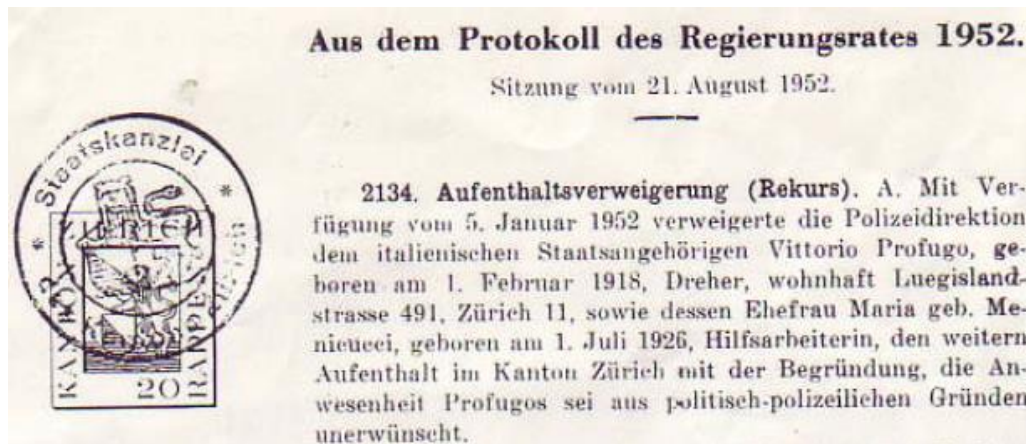 Aus dem Protokoll des Regierungsrates 1952.
Sitzung vom 21. August 1952.
Staatskanzlei
* *
ZÜRICH
ZÜRICH
KANTON
RAPPEN
20
2134. Aufenthaltsverweigerung (Rekurs). A. Mit Ver-
fügung vom 5. Januar 1952 verweigerte die Polizeidirektion
dem italienischen Staatsangehörigen Vittorio Profugo, ge-
boren am 1. Februar 1918, Dreher, wohnhaft Luegisland-
strasse 491, Zürich 11, sowie dessen Ehefrau Maria geb. Me-
nicucci, geboren am 1. Juli 1926, Hilfsarbeiterin, den weitern
Aufenthalt im Kanton Zürich mit der Begründung, die An-
wesenheit Profugos sei aus politisch-polizeilichen Gründen
unerwünscht.